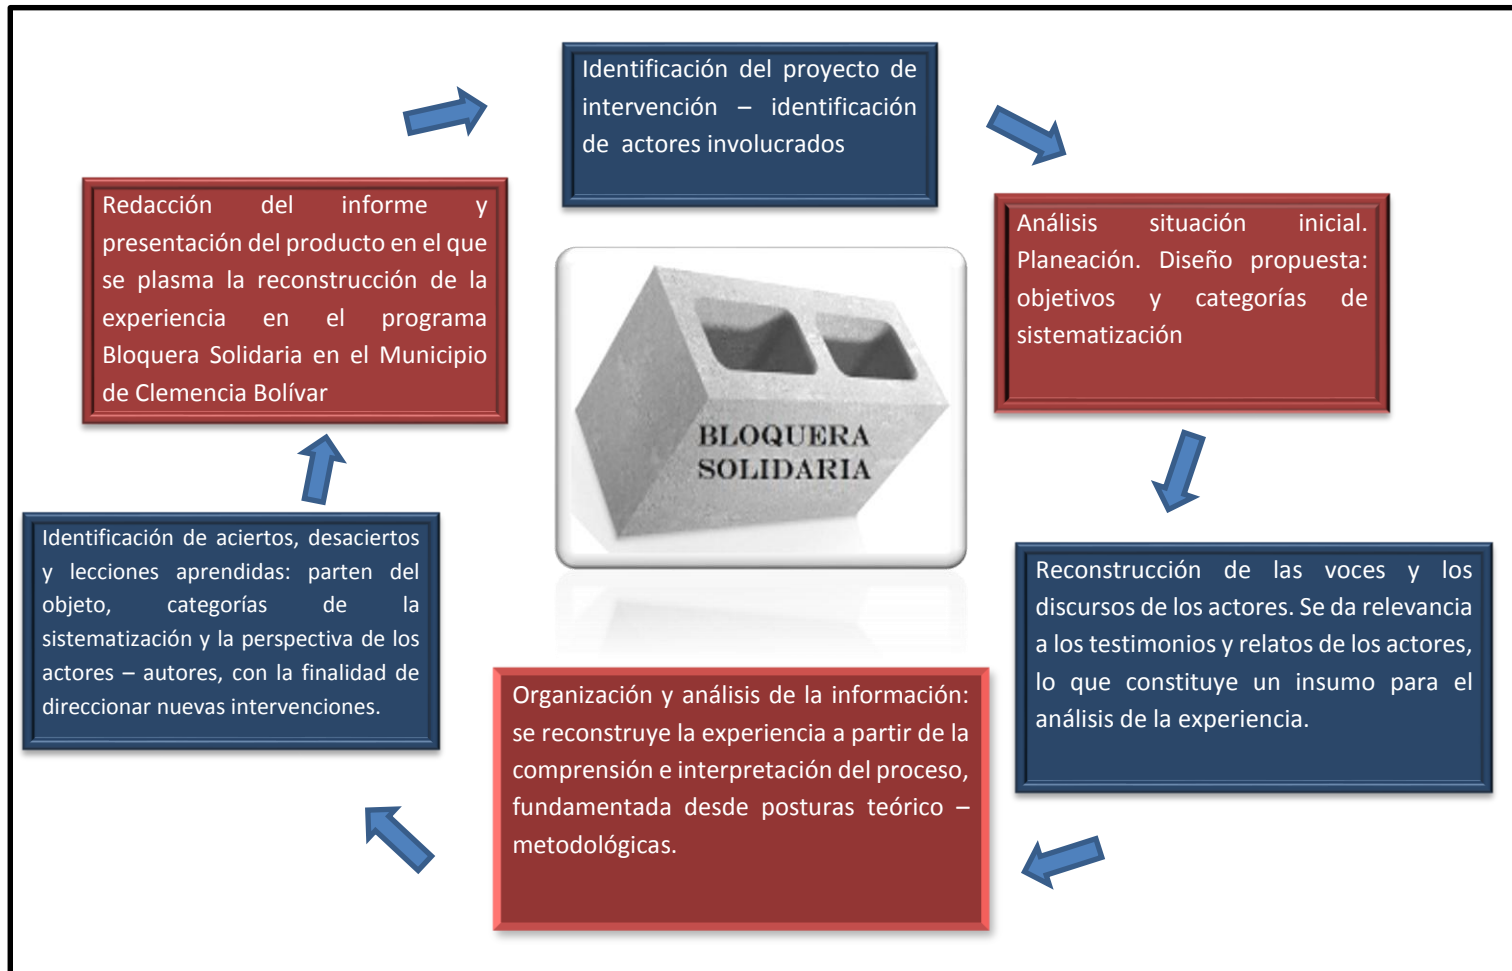 Identificación del proyecto de
intervención – identificación
de actores involucrados
Análisis situación inicial.
Planeación. Diseño propuesta:
objetivos y categorías de
sistematización
Reconstrucción de las voces y los
discursos de los actores. Se da relevancia
a los testimonios y relatos de los actores,
lo que constituye un insumo para el
análisis de la experiencia.
Organización y análisis de la información:
se reconstruye la experiencia a partir de la
comprensión e interpretación del proceso,
fundamentada desde posturas teórico –
metodológicas.
Identificación de aciertos, desaciertos
y lecciones aprendidas: parten del
objeto, categorías de la
sistematización y la perspectiva de los
actores – autores, con la finalidad de
direccionar nuevas intervenciones.
Redacción del informe y
presentación del producto en el que
se plasma la reconstrucción de la
experiencia en el programa
Bloquera Solidaria en el Municipio
de Clemencia Bolívar
BLOQUERA
SOLIDARIA